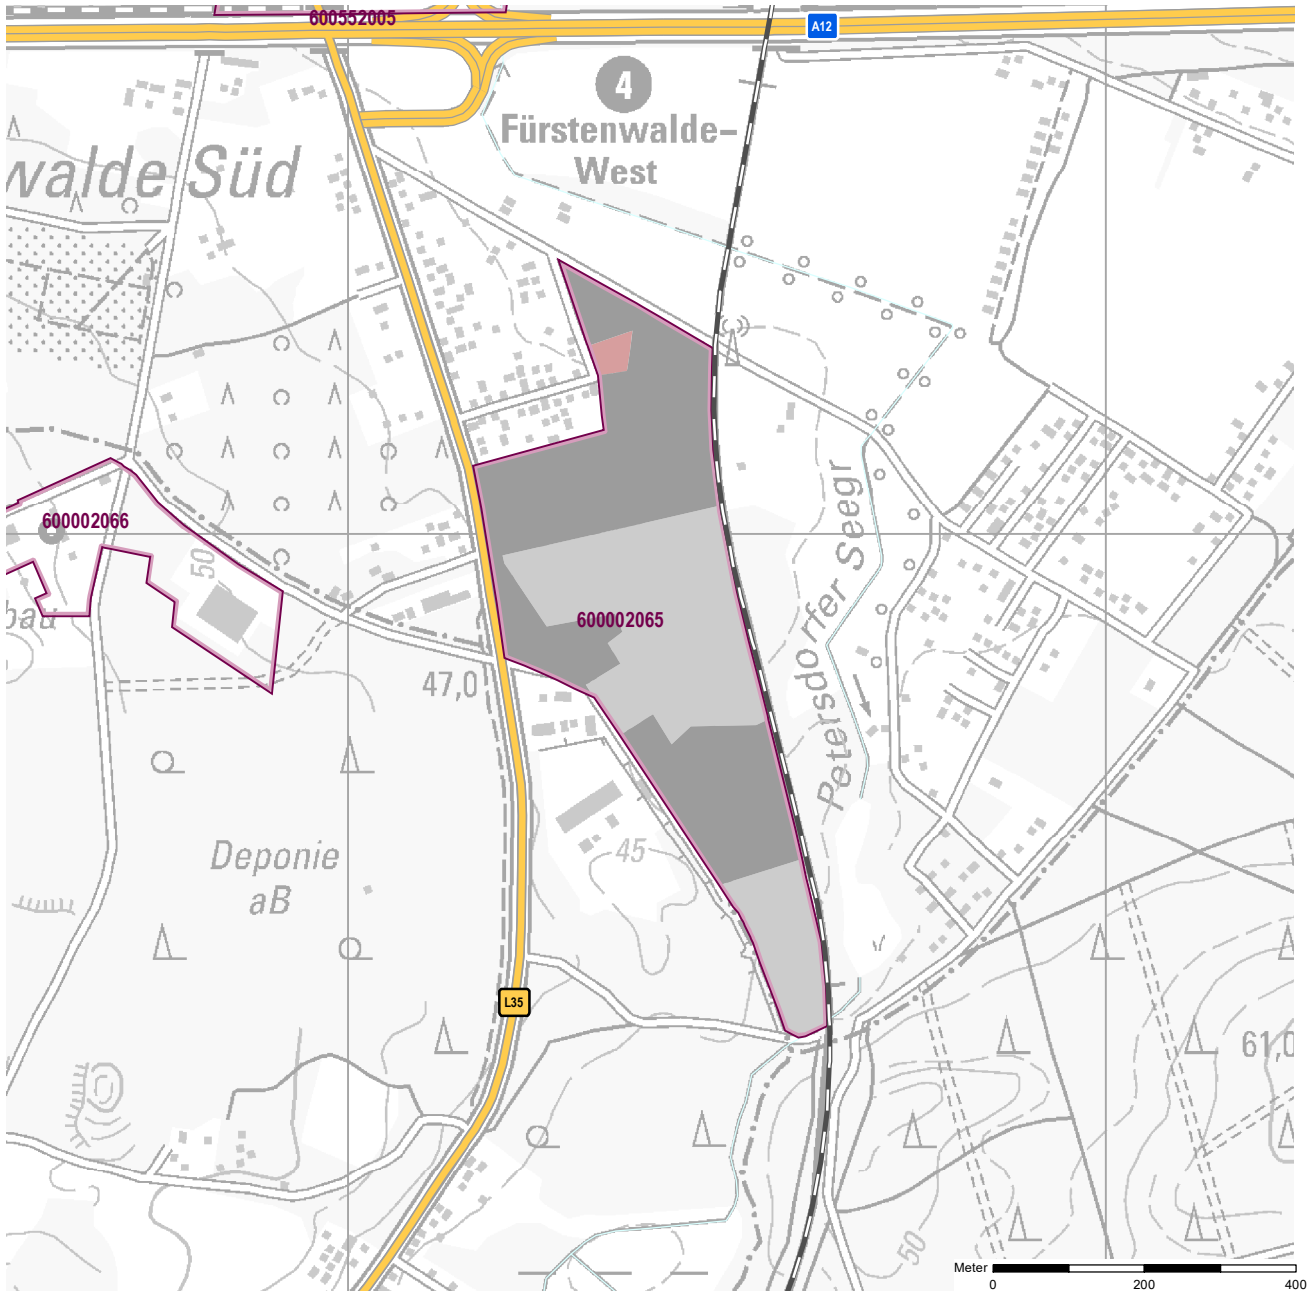 600552005
A12
4
Fürstenwalde–
West
walde Süd
600002066
50
bau
600002065
47,0
Petersdorfer Seegr
45
Deponie
aB
L35
61,0
50
Meter
0
200
400